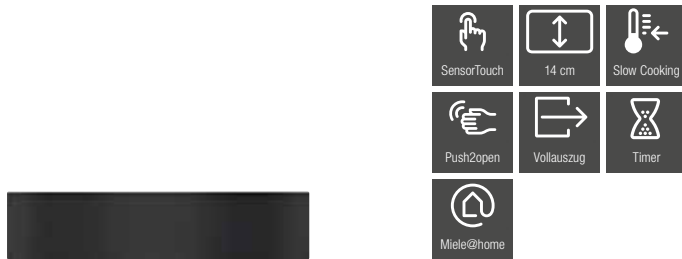 SensorTouch
14 cm
Slow Cooking
Push2open
Vollauszug
Timer
Miele@home